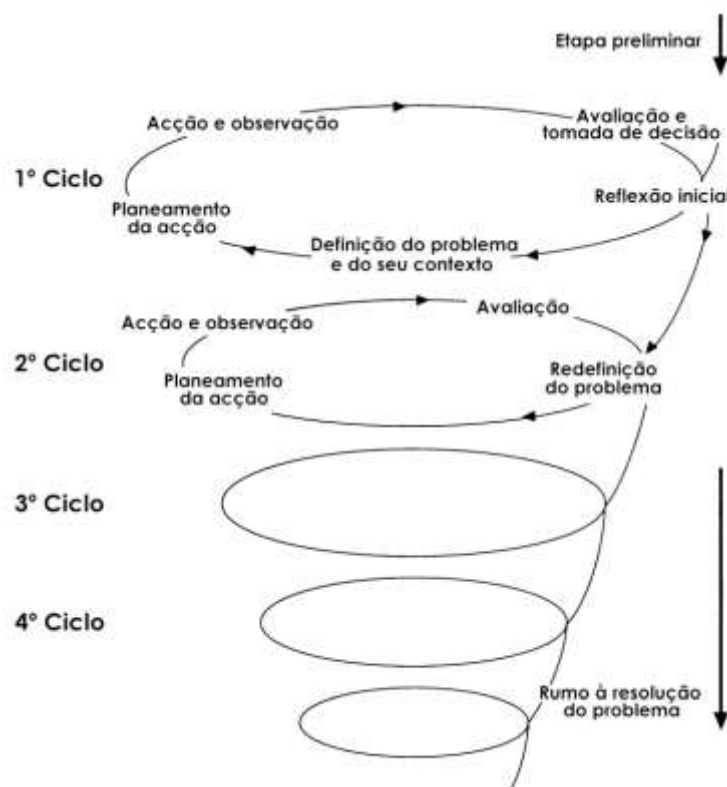 Etapa preliminar
Acção e observação
Avaliação e
tomada de decisão
1º Ciclo
Reflexão inicial
Planeamento
da acção
Definição do problema
e do seu contexto
Acção e observação
Avaliação
2º Ciclo
Planeamento
da acção
Redefinição
do problema
3º Ciclo
4º Ciclo
Rumo à resolução
do problema